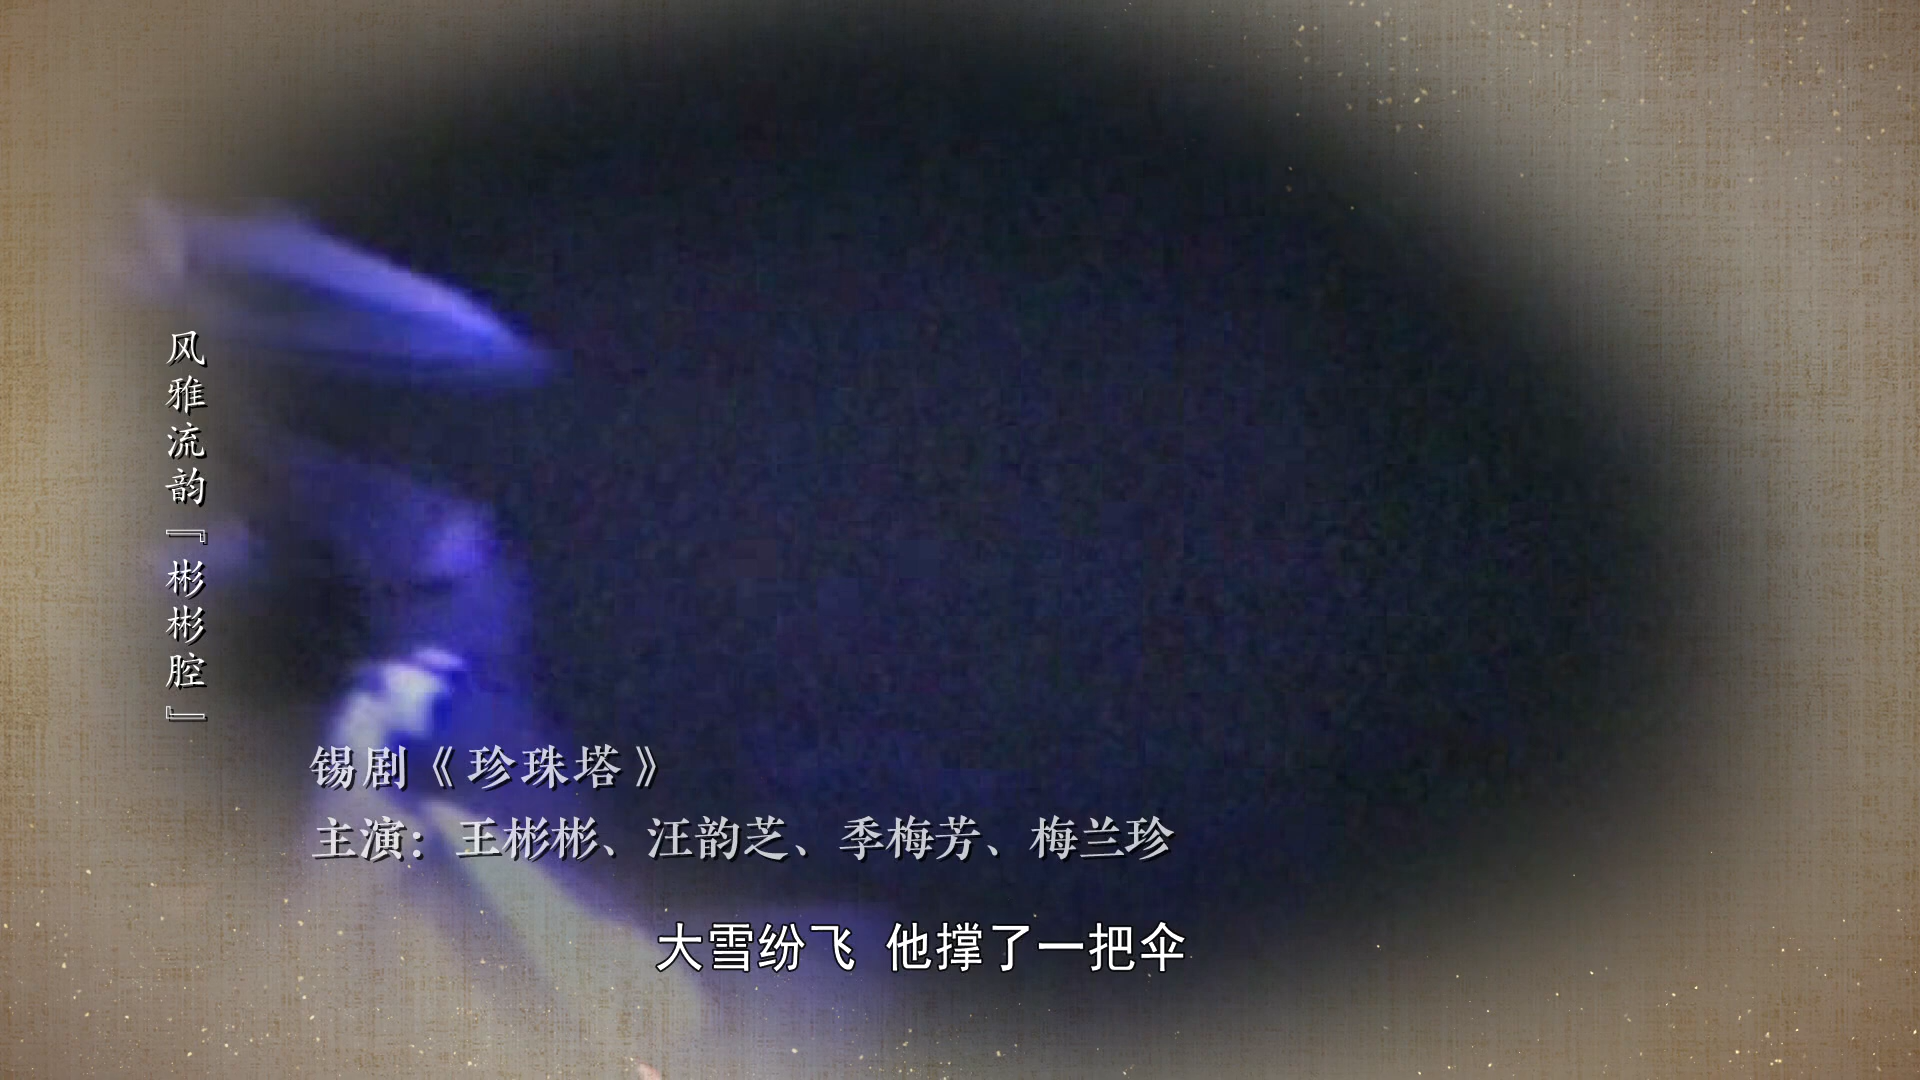 风雅流韵『彬彬腔』
锡剧《珍珠塔》
主演：王彬彬、汪韵芝、季梅芳、梅兰珍
大雪纷飞 他撑了一把伞